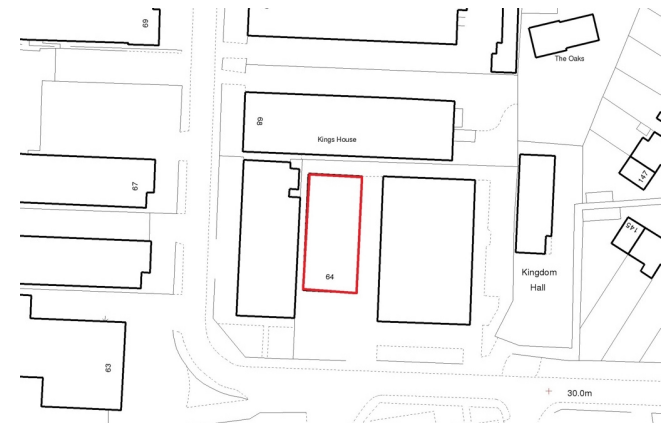 69
The Oaks
68
Kings House
147
67
145
64
Kingdom
Hall
63
30.0m